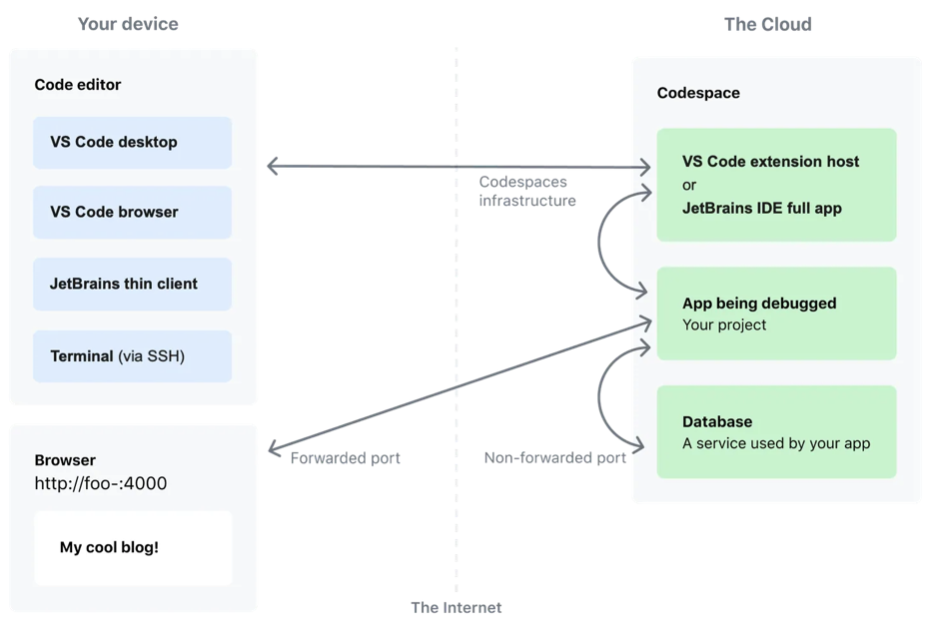 Your device
The Cloud
Code editor
VS Code desktop
VS Code browser
JetBrains thin client
Terminal (via SSH)
Browser
http://foo-:4000
My cool blog!
Codespaces
infrastructure
Forwarded port
Non-forwarded port
The Internet
Codespace
VS Code extension host
or
JetBrains IDE full app
App being debugged
Your project
Database
A service used by your app